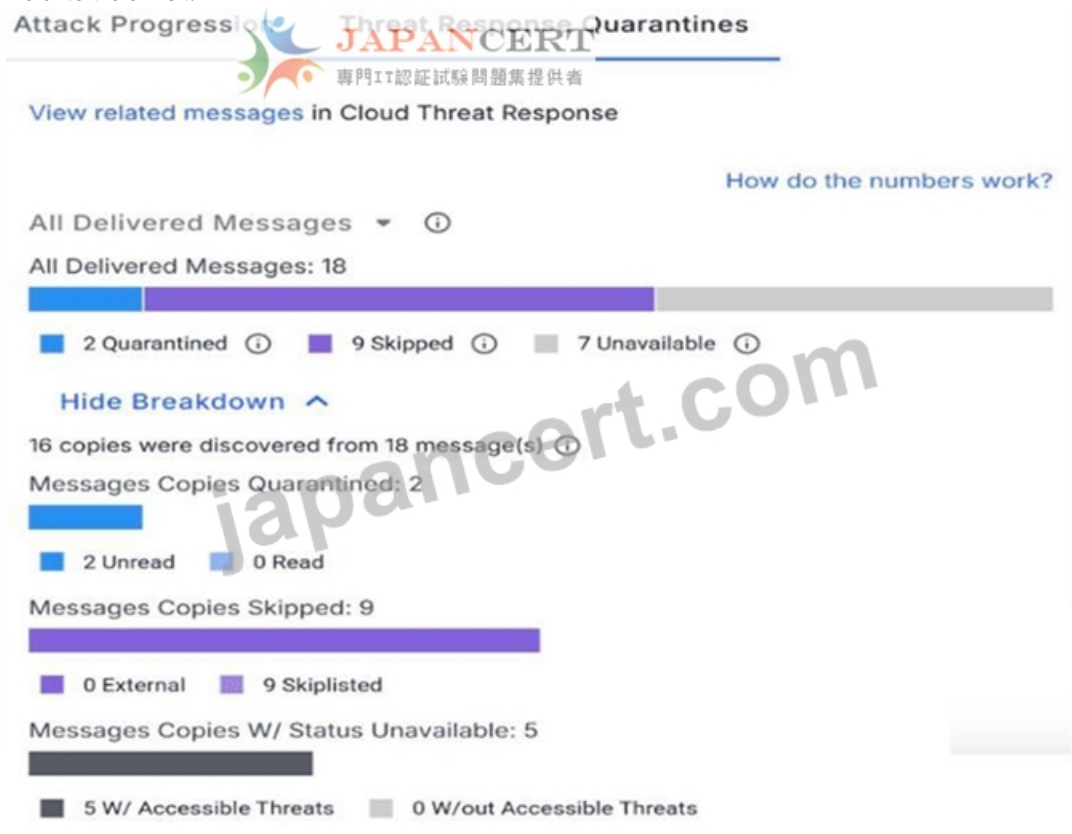 Attack Progression Threat Response Quarantines
JAPANCERT
専門IT認証試験問題集提供者
View related messages in Cloud Threat Response
How do the numbers work?
All Delivered Messages
All Delivered Messages: 18
2 Quarantined 9 Skipped 7 Unavailable
Hide Breakdown
16 copies were discovered from 18 message(s)
Messages Copies Quarantined: 2
japancert.com
2 Unread 0 Read
Messages Copies Skipped: 9
0 External 9 Skiplisted
Messages Copies W/ Status Unavailable: 5
5 W/ Accessible Threats 0 W/out Accessible Threats